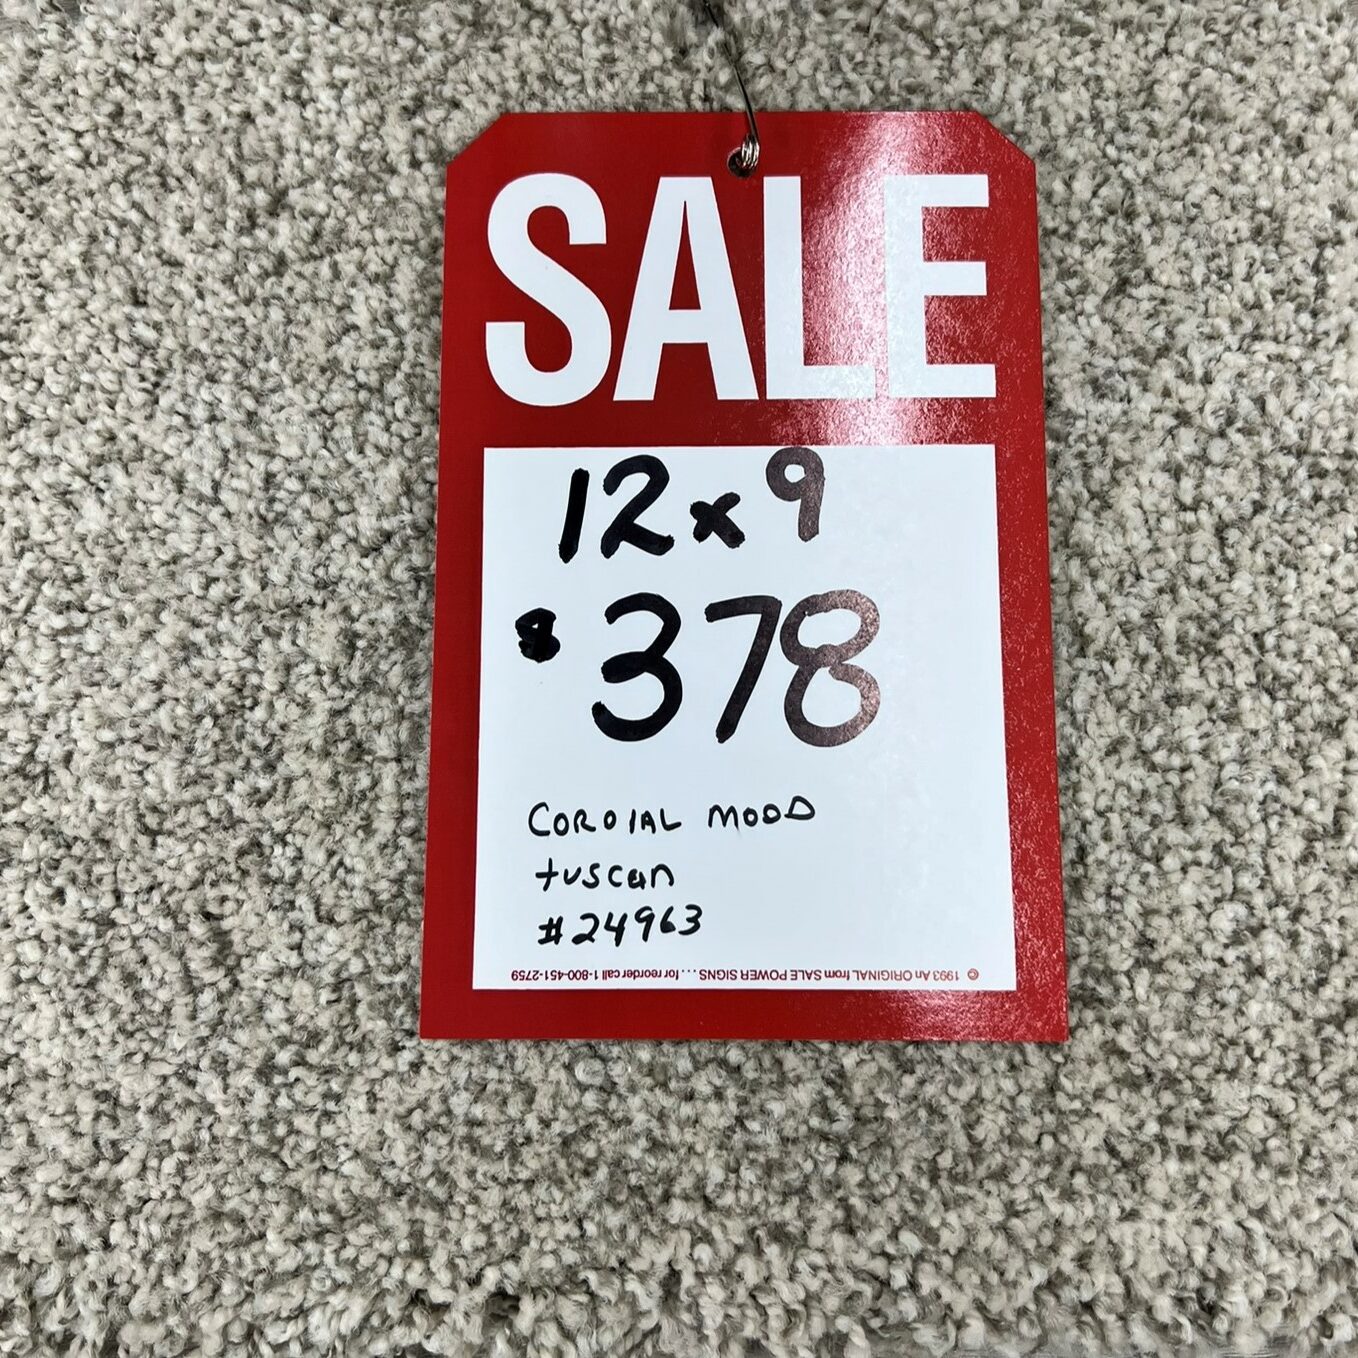 SALE
12x9
$378
CORDIAL MOOD
tuscan
#24963
© 1993 An ORIGINAL from SALE POWER SIGNS . . . for reorder call 1-800-451-2759